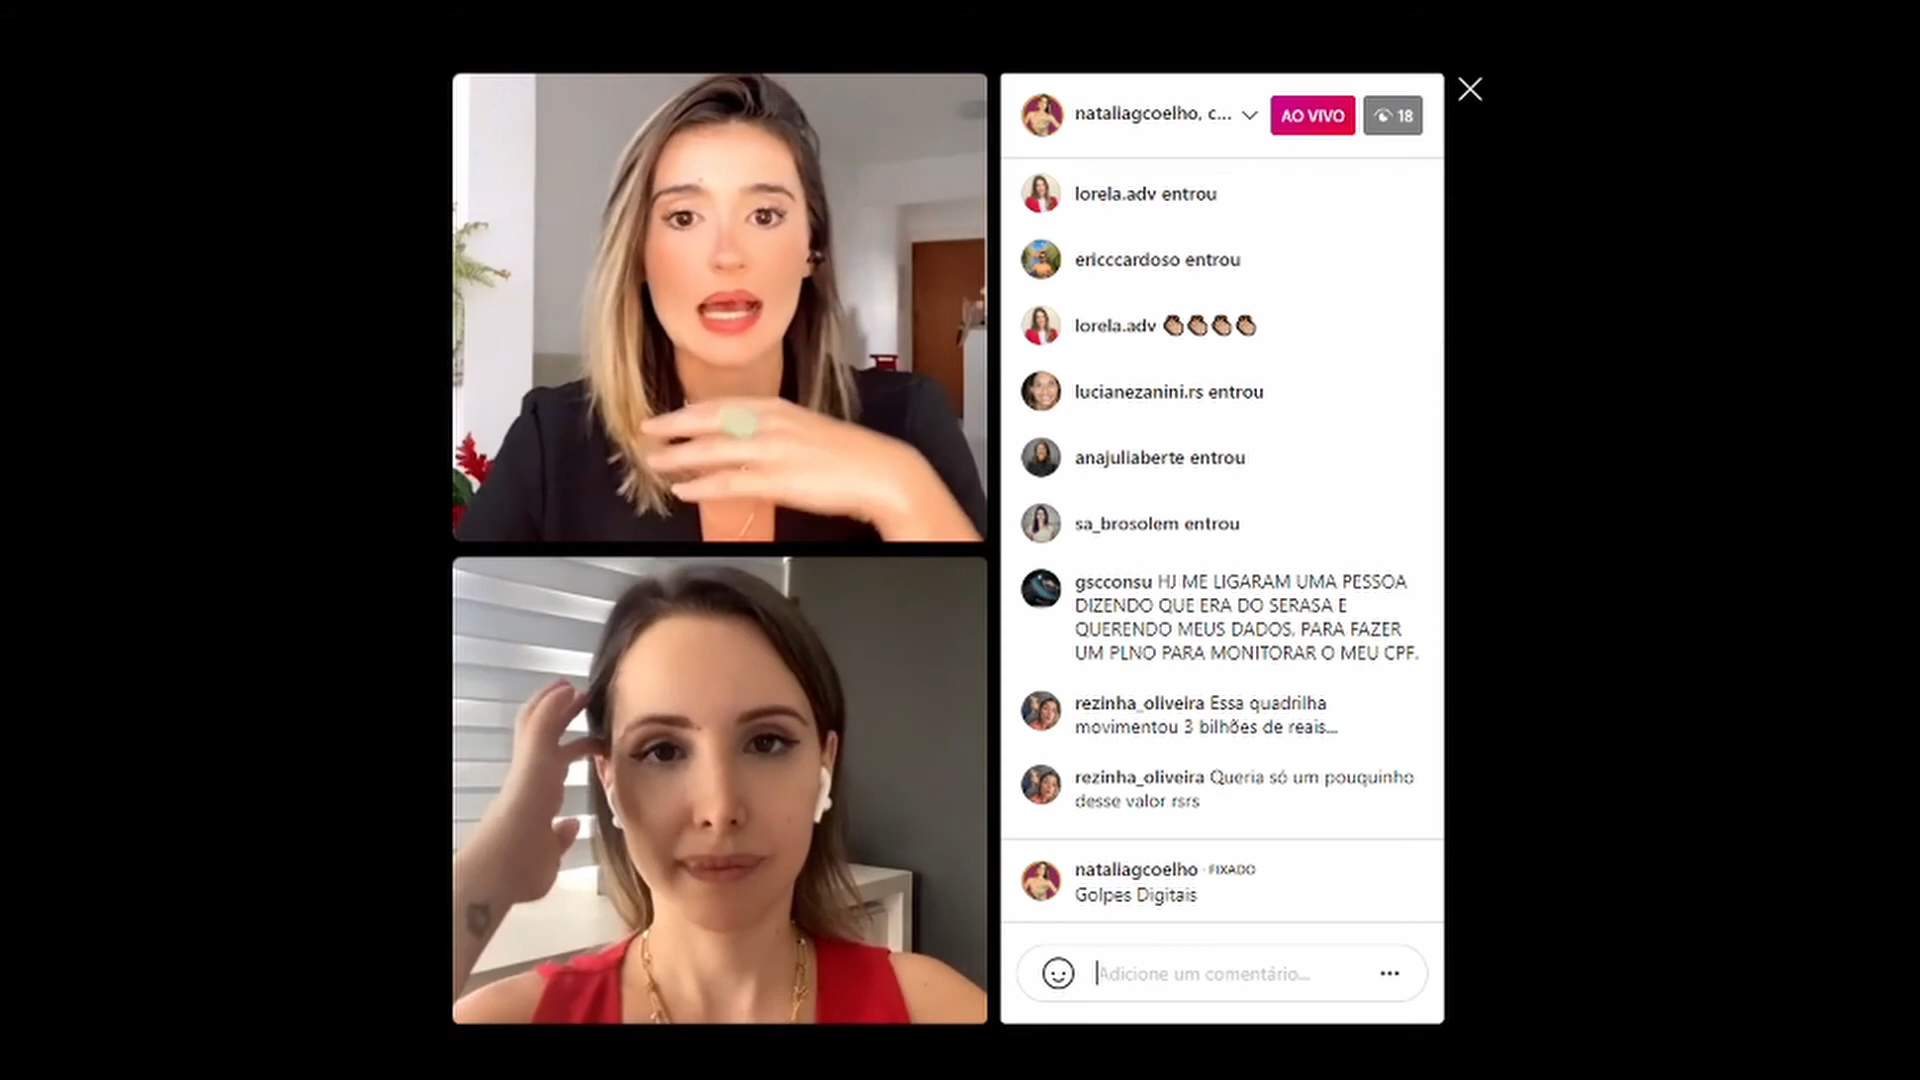 nataliagcoelho, c...
AO VIVO
18
lorela.adv entrou
ericccardoso entrou
lorela.adv 👏🏼👏🏼👏🏼👏🏼
lucianezanini.rs entrou
anajuliaberte entrou
sa_brosolem entrou
gscconsu HJ ME LIGARAM UMA PESSOA
DIZENDO QUE ERA DO SERASA E
QUERENDO MEUS DADOS, PARA FAZER
UM PLNO PARA MONITORAR O MEU CPF.
rezinha_oliveira Essa quadrilha
movimentou 3 bilhões de reais...
rezinha_oliveira Queria só um pouquinho
desse valor rsrs
nataliagcoelho · FIXADO
Golpes Digitais
Adicione um comentário...